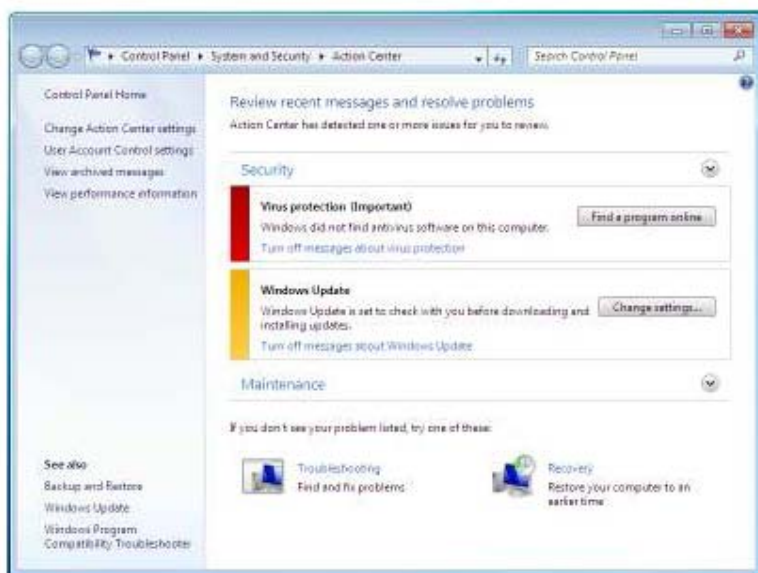 Control Panel ▸ System and Security ▸ Action Center
Search Control Panel
Control Panel Home
Change Action Center settings
User Account Control settings
View archived messages
View performance information
Review recent messages and resolve problems
Action Center has detected one or more issues for you to review.
Security
Virus protection (Important)
Windows did not find antivirus software on this computer.
Find a program online
Turn off messages about virus protection
Windows Update
Windows Update is set to check with you before downloading and
installing updates.
Change settings...
Turn off messages about Windows Update
Maintenance
If you don't see your problem listed, try one of these:
Troubleshooting
Find and fix problems
Recovery
Restore your computer to an
earlier time
See also
Backup and Restore
Windows Update
Windows Program
Compatibility Troubleshooter